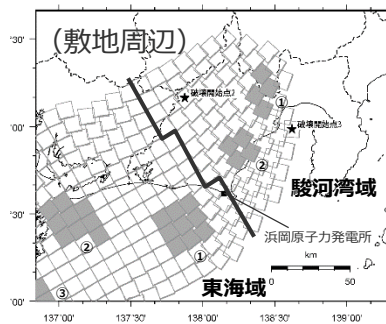 （敷地周辺）
.30'
破壊開始点2
①
破壊開始点3
.00'
②
駿河湾域
浜岡原子力発電所
.30'
②
km
①
0
50
東海域
③
.00'
137˚00'
137˚30'
138˚00'
138˚30'
139˚00'